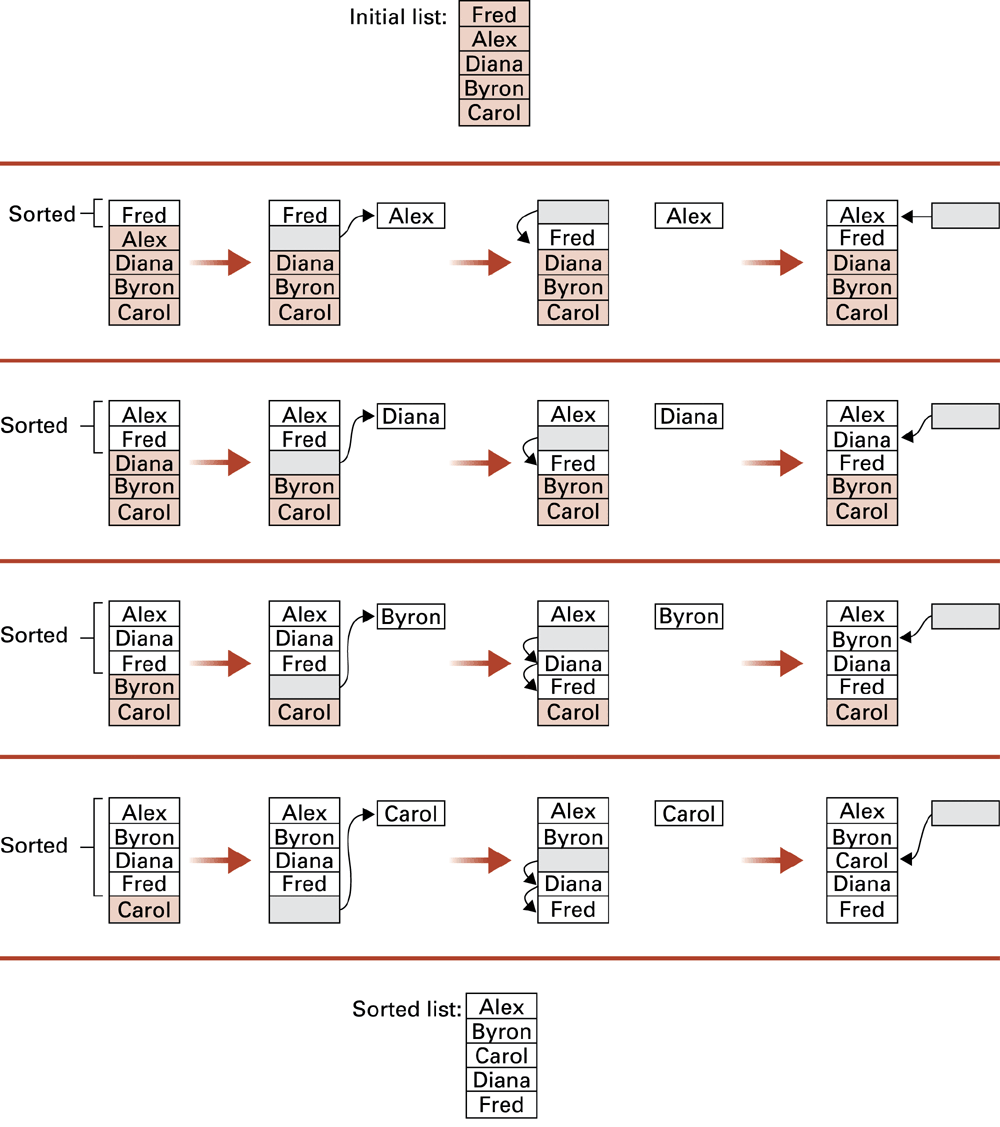 Initial list:
Fred
Alex
Diana
Byron
Carol
Sorted
Fred
Alex
Diana
Byron
Carol
Fred
Diana
Byron
Carol
Alex
Fred
Diana
Byron
Carol
Alex
Alex
Fred
Diana
Byron
Carol
Sorted
Alex
Fred
Diana
Byron
Carol
Alex
Fred
Byron
Carol
Diana
Alex
Fred
Byron
Carol
Diana
Alex
Diana
Fred
Byron
Carol
Sorted
Alex
Diana
Fred
Byron
Carol
Alex
Diana
Fred
Carol
Byron
Alex
Diana
Fred
Carol
Byron
Alex
Byron
Diana
Fred
Carol
Sorted
Alex
Byron
Diana
Fred
Carol
Alex
Byron
Diana
Fred
Carol
Alex
Byron
Diana
Fred
Carol
Alex
Byron
Carol
Diana
Fred
Sorted list:
Alex
Byron
Carol
Diana
Fred